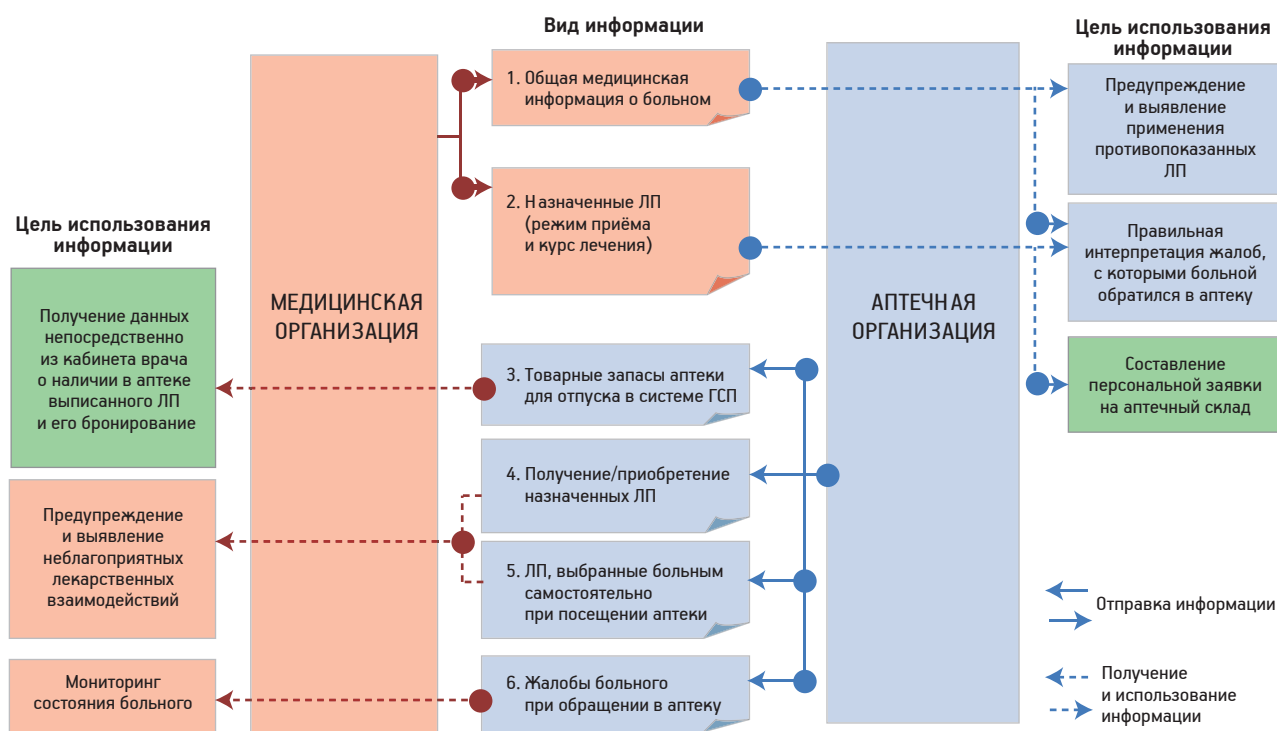 Вид информации
Цель использования
информации
1. Общая медицинская
информация о больном
Предупреждение
и выявление
применения
противопоказанных
ЛП
2. Назначенные ЛП
(режим приёма
и курс лечения)
Правильная
интерпретация жалоб,
с которыми больной
обратился в аптеку
Цель использования
информации
МЕДИЦИНСКАЯ
ОРГАНИЗАЦИЯ
АПТЕЧНАЯ
ОРГАНИЗАЦИЯ
Получение данных
непосредственно
из кабинета врача
о наличии в аптеке
выписанного ЛП
и его бронирование
3. Товарные запасы аптеки
для отпуска в системе ГСП
Составление
персональной заявки
на аптечный склад
4. Получение/приобретение
назначенных ЛП
Предупреждение
и выявление
неблагоприятных
лекарственных
взаимодействий
5. ЛП, выбранные больным
самостоятельно
при посещении аптеки
Отправка информации
Мониторинг
состояния больного
6. Жалобы больного
при обращении в аптеку
Получение
и использование
информации